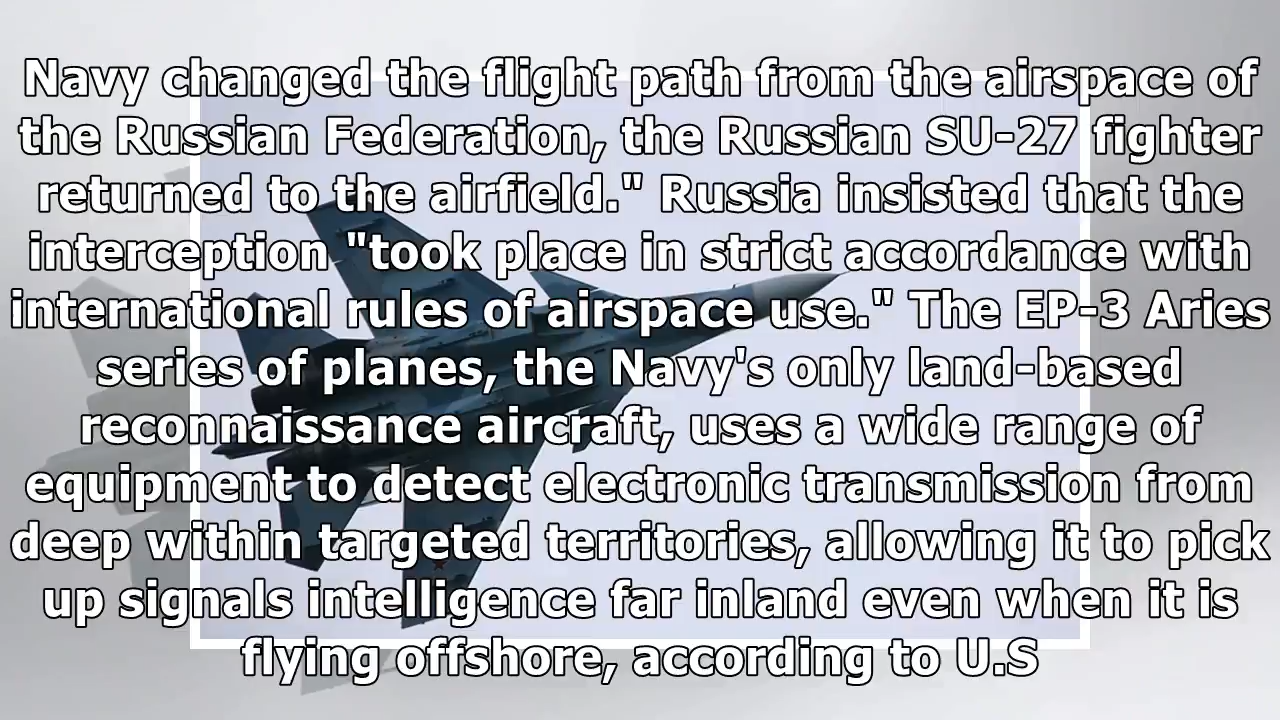 Navy changed the flight path from the airspace of
the Russian Federation, the Russian SU-27 fighter
returned to the airfield." Russia insisted that the
interception "took place in strict accordance with
international rules of airspace use." The EP-3 Aries
series of planes, the Navy's only land-based
reconnaissance aircraft, uses a wide range of
equipment to detect electronic transmission from
deep within targeted territories, allowing it to pick
up signals intelligence far inland even when it is
flying offshore, according to U.S